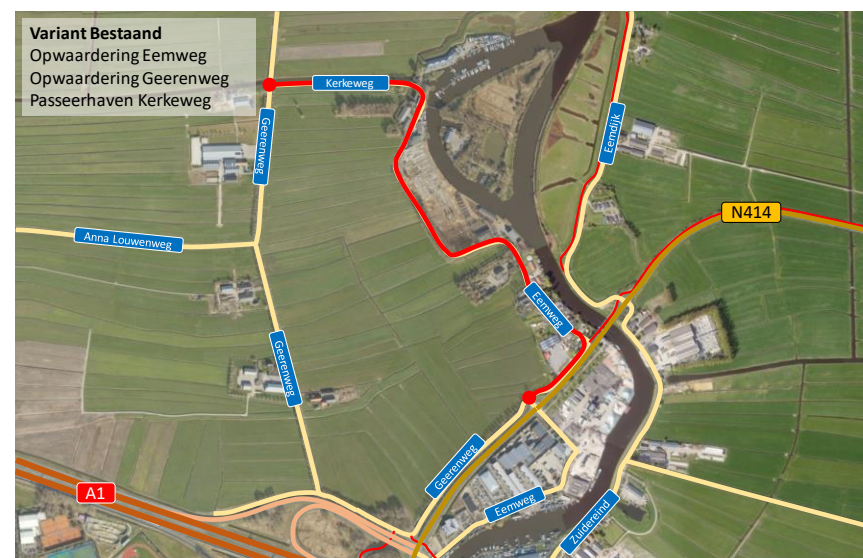 Variant Bestaand
Opwaardering Eemweg
Opwaardering Geerenweg
Passeerhaven Kerkeweg
Kerkeweg
Geerenweg
Eemdijk
N414
Anna Louwenweg
Eemweg
Geerenweg
Geerenweg
A1
Eemweg
Zuidereind